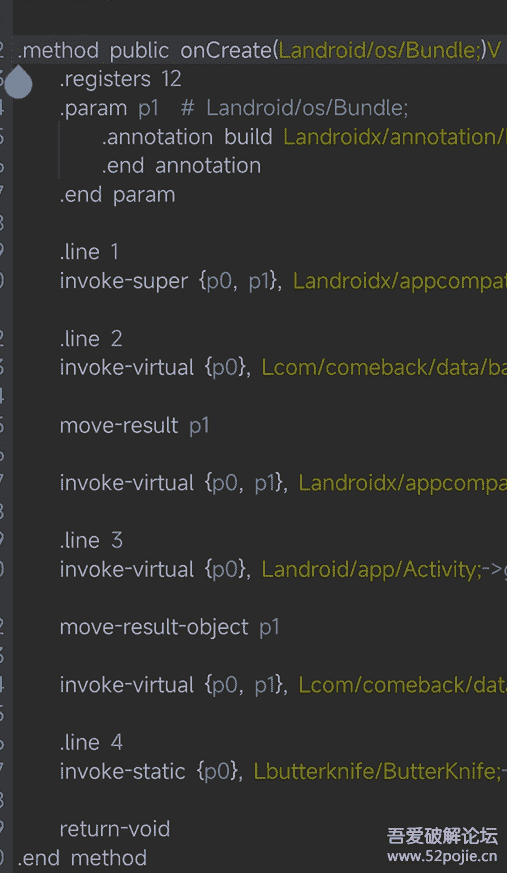 .method public onCreate(Landroid/os/Bundle;)V
.registers 12
.param p1 # Landroid/os/Bundle;
.annotation build Landroidx/annotation/
.end annotation
.end param
.line 1
invoke-super {p0, p1}, Landroidx/appcompat
.line 2
invoke-virtual {p0}, Lcom/comeback/data/ba
move-result p1
invoke-virtual {p0, p1}, Landroidx/appcompa
.line 3
invoke-virtual {p0}, Landroid/app/Activity;->g
move-result-object p1
invoke-virtual {p0, p1}, Lcom/comeback/dat
.line 4
invoke-static {p0}, Lbutterknife/ButterKnife;-
return-void
.end method
吾爱破解论坛
www.52pojie.cn